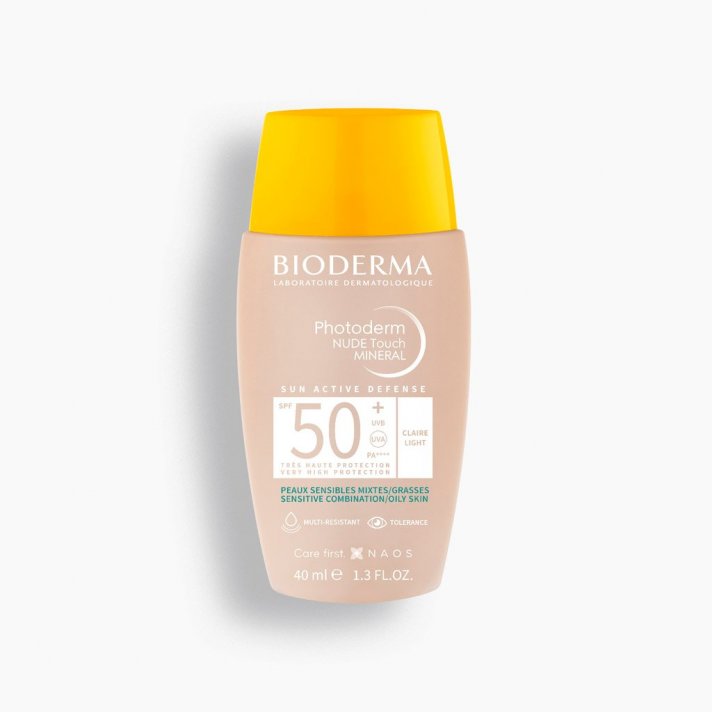 BIODERMA
LABORATOIRE DERMATOLOGIQUE
Photoderm
NUDE Touch
MINERAL
SUN ACTIVE DEFENSE
SPF 50+
UVB
UVA
PA++++
CLAIRE
LIGHT
TRÈS HAUTE PROTECTION
VERY HIGH PROTECTION
PEAUX SENSIBLES MIXTES/GRASSES
SENSITIVE COMBINATION/OILY SKIN
MULTI-RESISTANT TOLERANCE
Care first. NAOS
40 ml ℮ 1.3 FL.OZ.